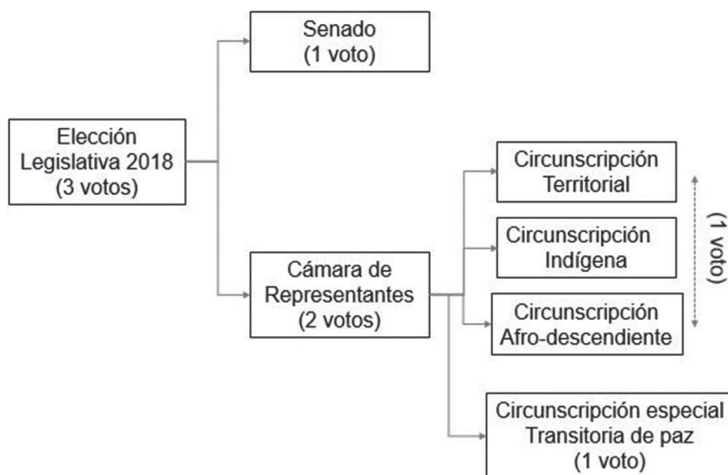 Senado
(1 voto)
Elección
Legislativa 2018
(3 votos)
Cámara de
Representantes
(2 votos)
Circunscripción
Territorial
Circunscripción
Indígena
Circunscripción
Afro-descendiente
(1 voto)
Circunscripción especial
Transitoria de paz
(1 voto)